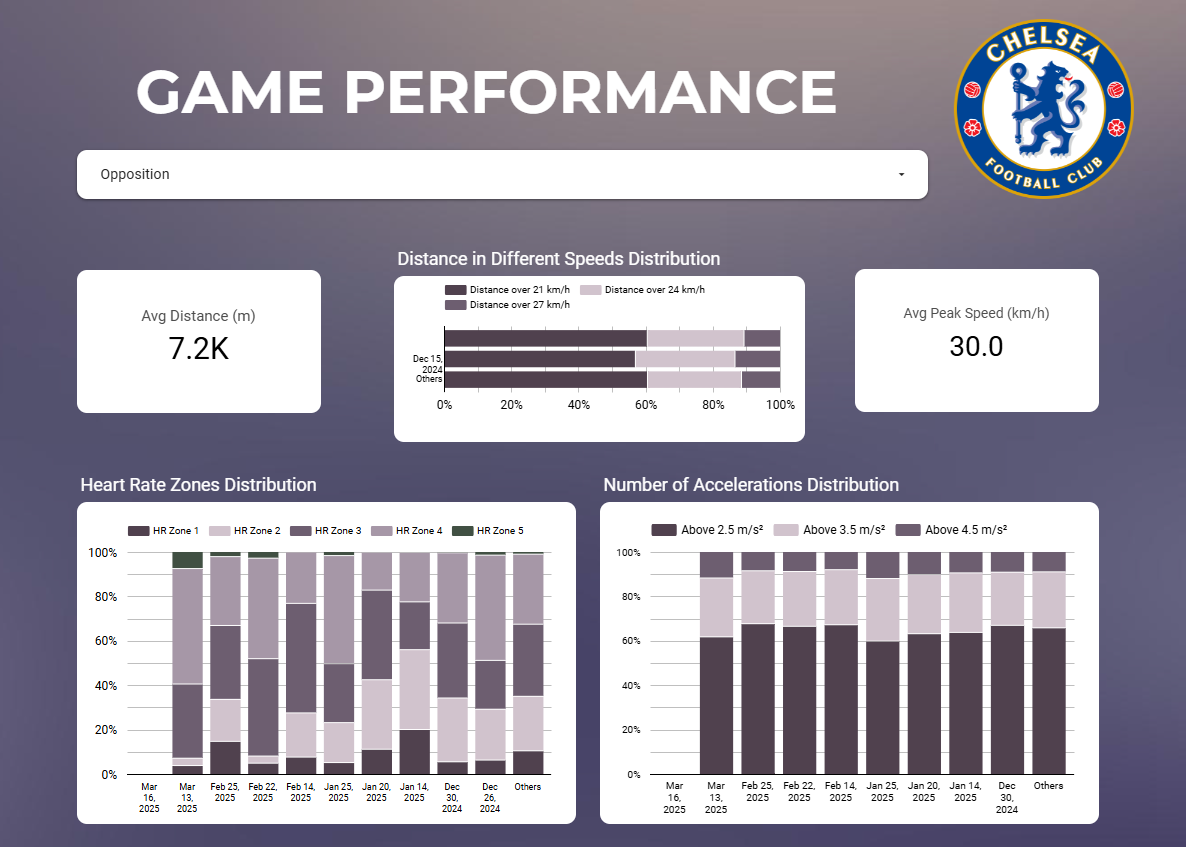 GAME PERFORMANCE
CHELSEA
FOOTBALL CLUB
Opposition
Distance in Different Speeds Distribution
Avg Distance (m)
7.2K
Distance over 21 km/h Distance over 24 km/h
Distance over 27 km/h
Dec 15,
2024
Others
0% 20% 40% 60% 80% 100%
Avg Peak Speed (km/h)
30.0
Heart Rate Zones Distribution
HR Zone 1 HR Zone 2 HR Zone 3 HR Zone 4 HR Zone 5
100%
80%
60%
40%
20%
0%
Mar Mar Feb 25, Feb 22, Feb 14, Jan 25, Jan 20, Jan 14, Dec Dec Others
16, 13, 2025 2025 2025 2025 2025 2025 30, 26,
2025 2025 2024 2024
Number of Accelerations Distribution
Above 2.5 m/s² Above 3.5 m/s² Above 4.5 m/s²
100%
80%
60%
40%
20%
0%
Mar Mar Feb 25, Feb 22, Feb 14, Jan 25, Jan 20, Jan 14, Dec Others
16, 13, 2025 2025 2025 2025 2025 2025 30,
2025 2025 2024